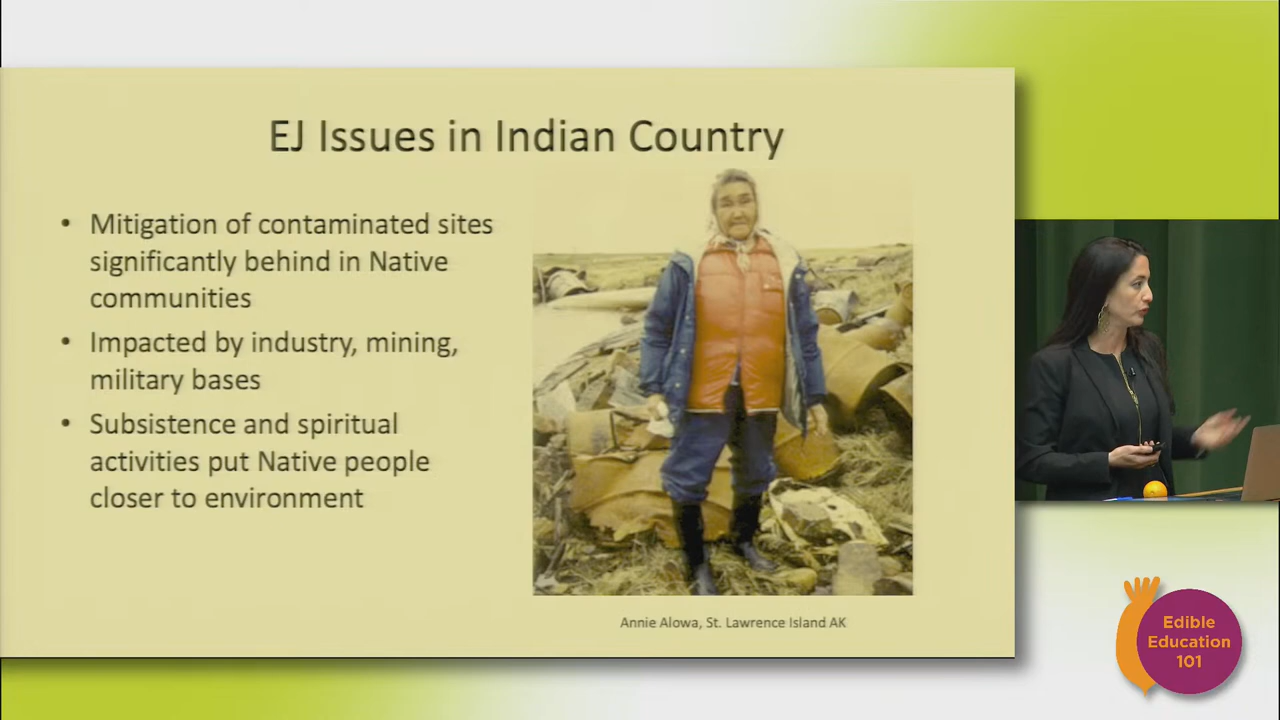 EJ Issues in Indian Country
• Mitigation of contaminated sites
significantly behind in Native
communities
• Impacted by industry, mining,
military bases
• Subsistence and spiritual
activities put Native people
closer to environment
Annie Alowa, St. Lawrence Island AK
Edible
Education
101